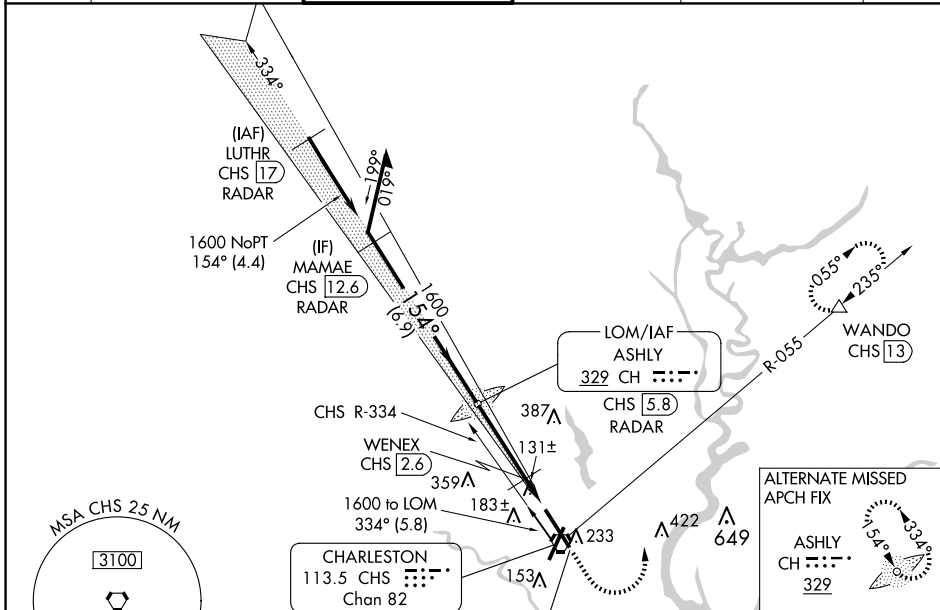 334°
(IAF)
LUTHR
CHS 17
RADAR
199°
019°
1600 NoPT
154° (4.4)
(IF)
MAMAE
CHS 12.6
RADAR
1600
154°
(6.9)
055°
235°
WANDO
CHS 13
R-055
LOM/IAF
ASHLY
329 CH
CHS 5.8
RADAR
CHS R-334
387
WENEX
CHS 2.6
131±
359
183±
1600 to LOM
334° (5.8)
233
422
649
153
MSA CHS 25 NM
3100
CHARLESTON
113.5 CHS
Chan 82
ALTERNATE MISSED
APCH FIX
ASHLY
CH
329
154°
334°